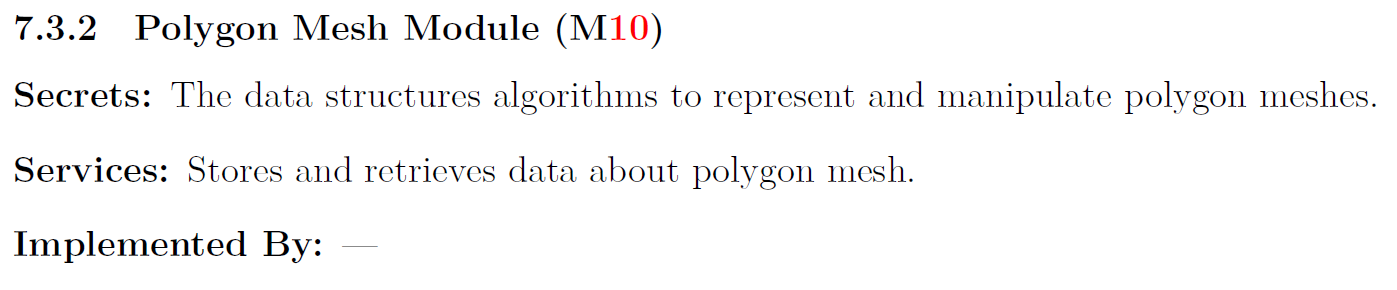 7.3.2 Polygon Mesh Module (M10)
Secrets: The data structures algorithms to represent and manipulate polygon meshes.
Services: Stores and retrieves data about polygon mesh.
Implemented By: —